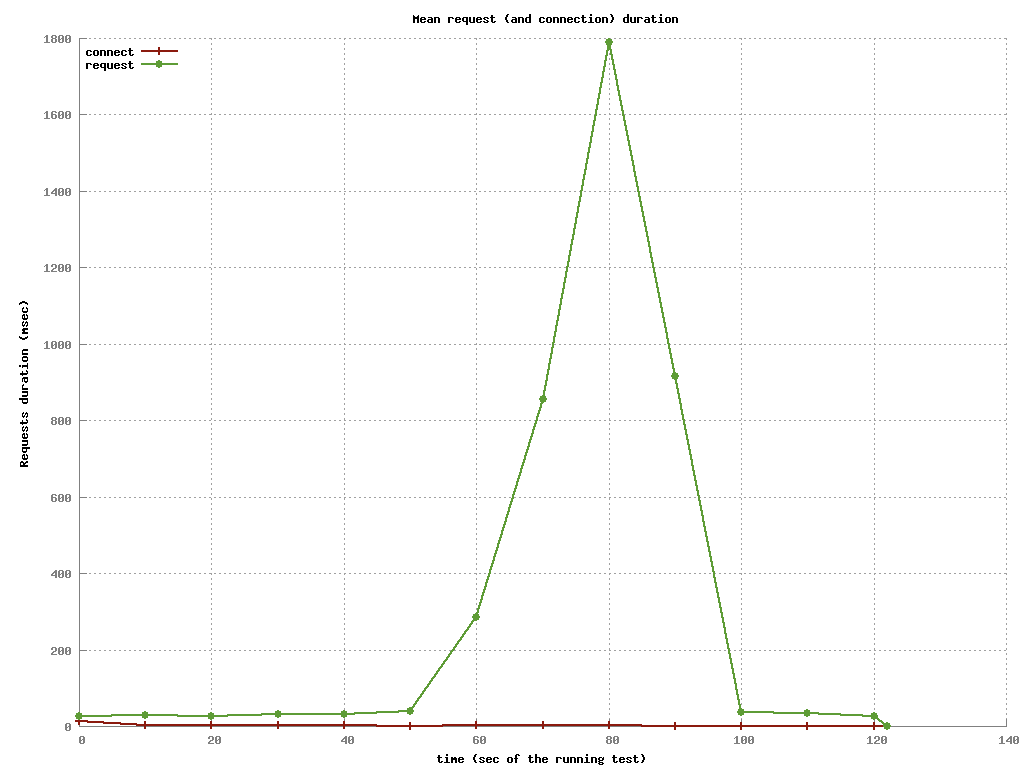 Mean request (and connection) duration
connect
request
1800
1600
1400
1200
1000
800
600
400
200
0
Requests duration (msec)
0 20 40 60 80 100 120 140
time (sec of the running test)